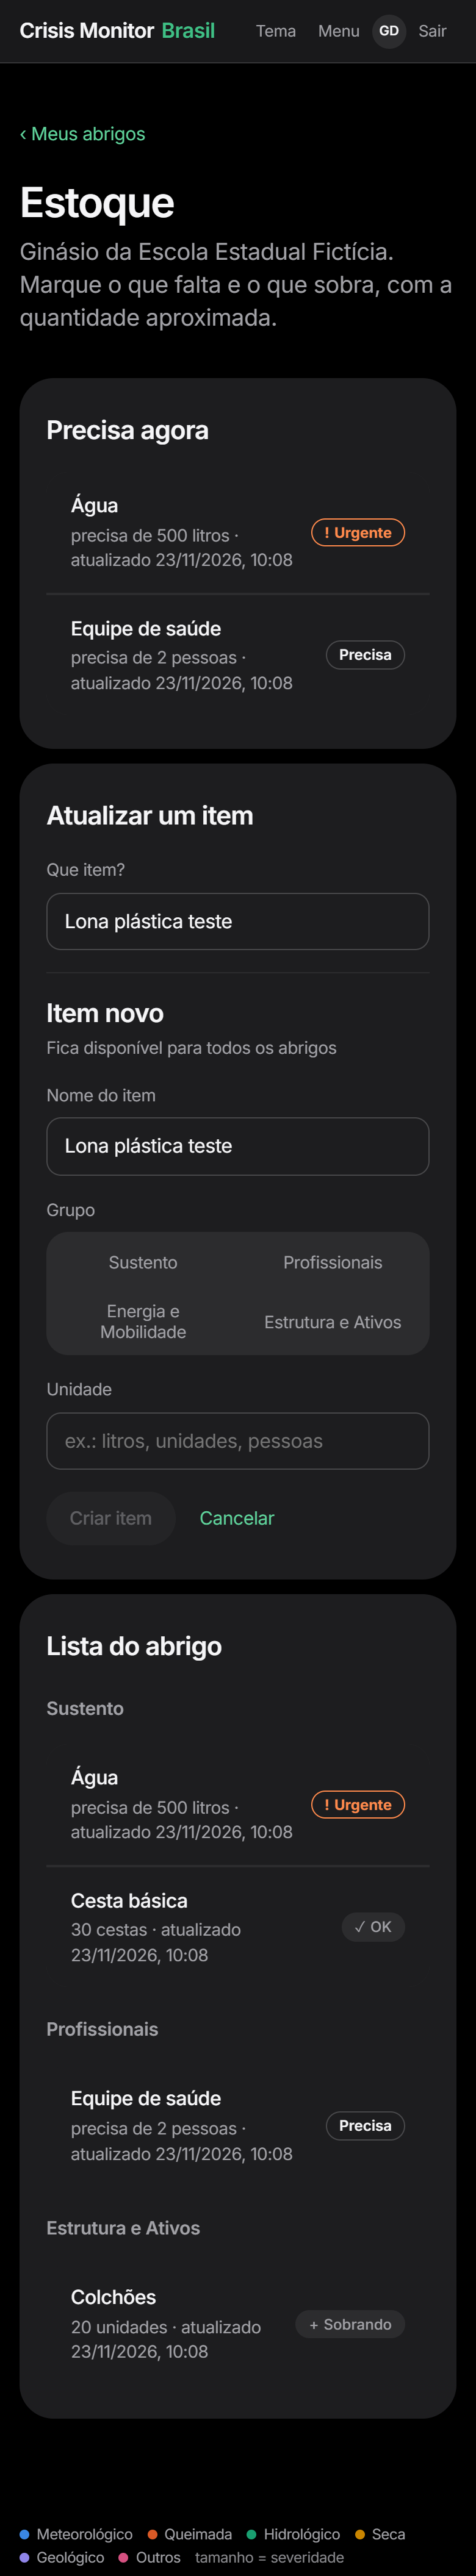 Crisis Monitor Brasil Tema Menu GD Sair
‹ Meus abrigos
Estoque
Ginásio da Escola Estadual Fictícia.
Marque o que falta e o que sobra, com a
quantidade aproximada.
Precisa agora
Água
precisa de 500 litros ·
atualizado 23/11/2026, 10:08
! Urgente
Equipe de saúde
precisa de 2 pessoas ·
atualizado 23/11/2026, 10:08
Precisa
Atualizar um item
Que item?
Lona plástica teste
Item novo
Fica disponível para todos os abrigos
Nome do item
Lona plástica teste
Grupo
Sustento Profissionais
Energia e
Mobilidade
Estrutura e Ativos
Unidade
ex.: litros, unidades, pessoas
Criar item Cancelar
Lista do abrigo
Sustento
Água
precisa de 500 litros ·
atualizado 23/11/2026, 10:08
! Urgente
Cesta básica
30 cestas · atualizado
23/11/2026, 10:08
✓ OK
Profissionais
Equipe de saúde
precisa de 2 pessoas ·
atualizado 23/11/2026, 10:08
Precisa
Estrutura e Ativos
Colchões
20 unidades · atualizado
23/11/2026, 10:08
+ Sobrando
Meteorológico Queimada Hidrológico Seca
Geológico Outros tamanho = severidade